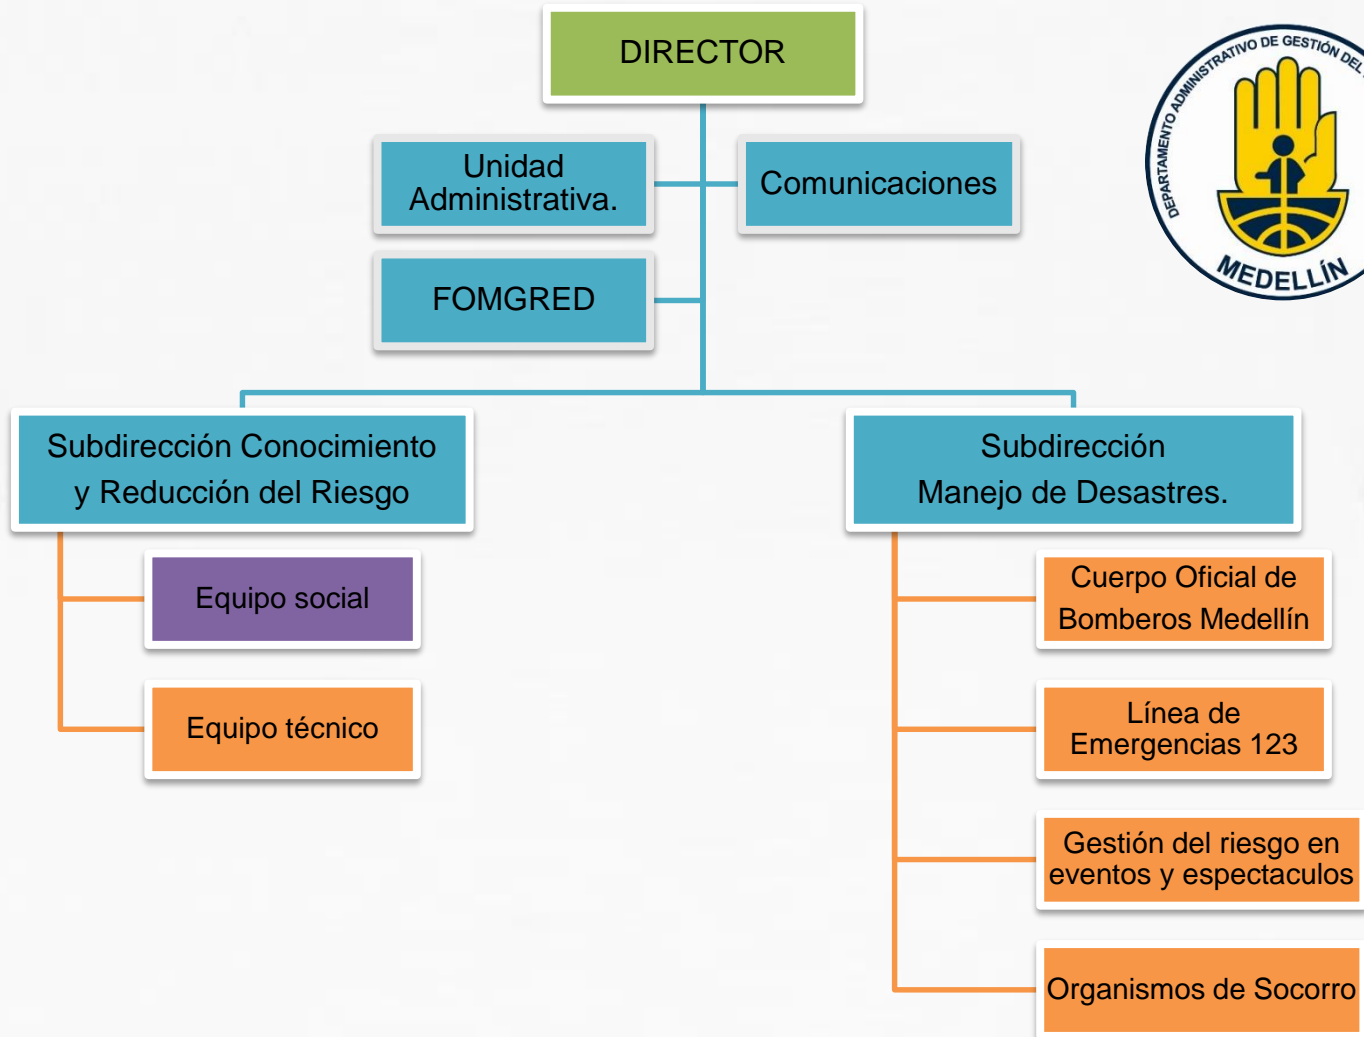 DIRECTOR
DEPARTAMENTO ADMINISTRATIVO DE GESTIÓN DEL
MEDELLÍN
Unidad
Administrativa.
Comunicaciones
FOMGRED
Subdirección Conocimiento
y Reducción del Riesgo
Subdirección
Manejo de Desastres.
Equipo social
Equipo técnico
Cuerpo Oficial de
Bomberos Medellín
Línea de
Emergencias 123
Gestión del riesgo en
eventos y espectaculos
Organismos de Socorro